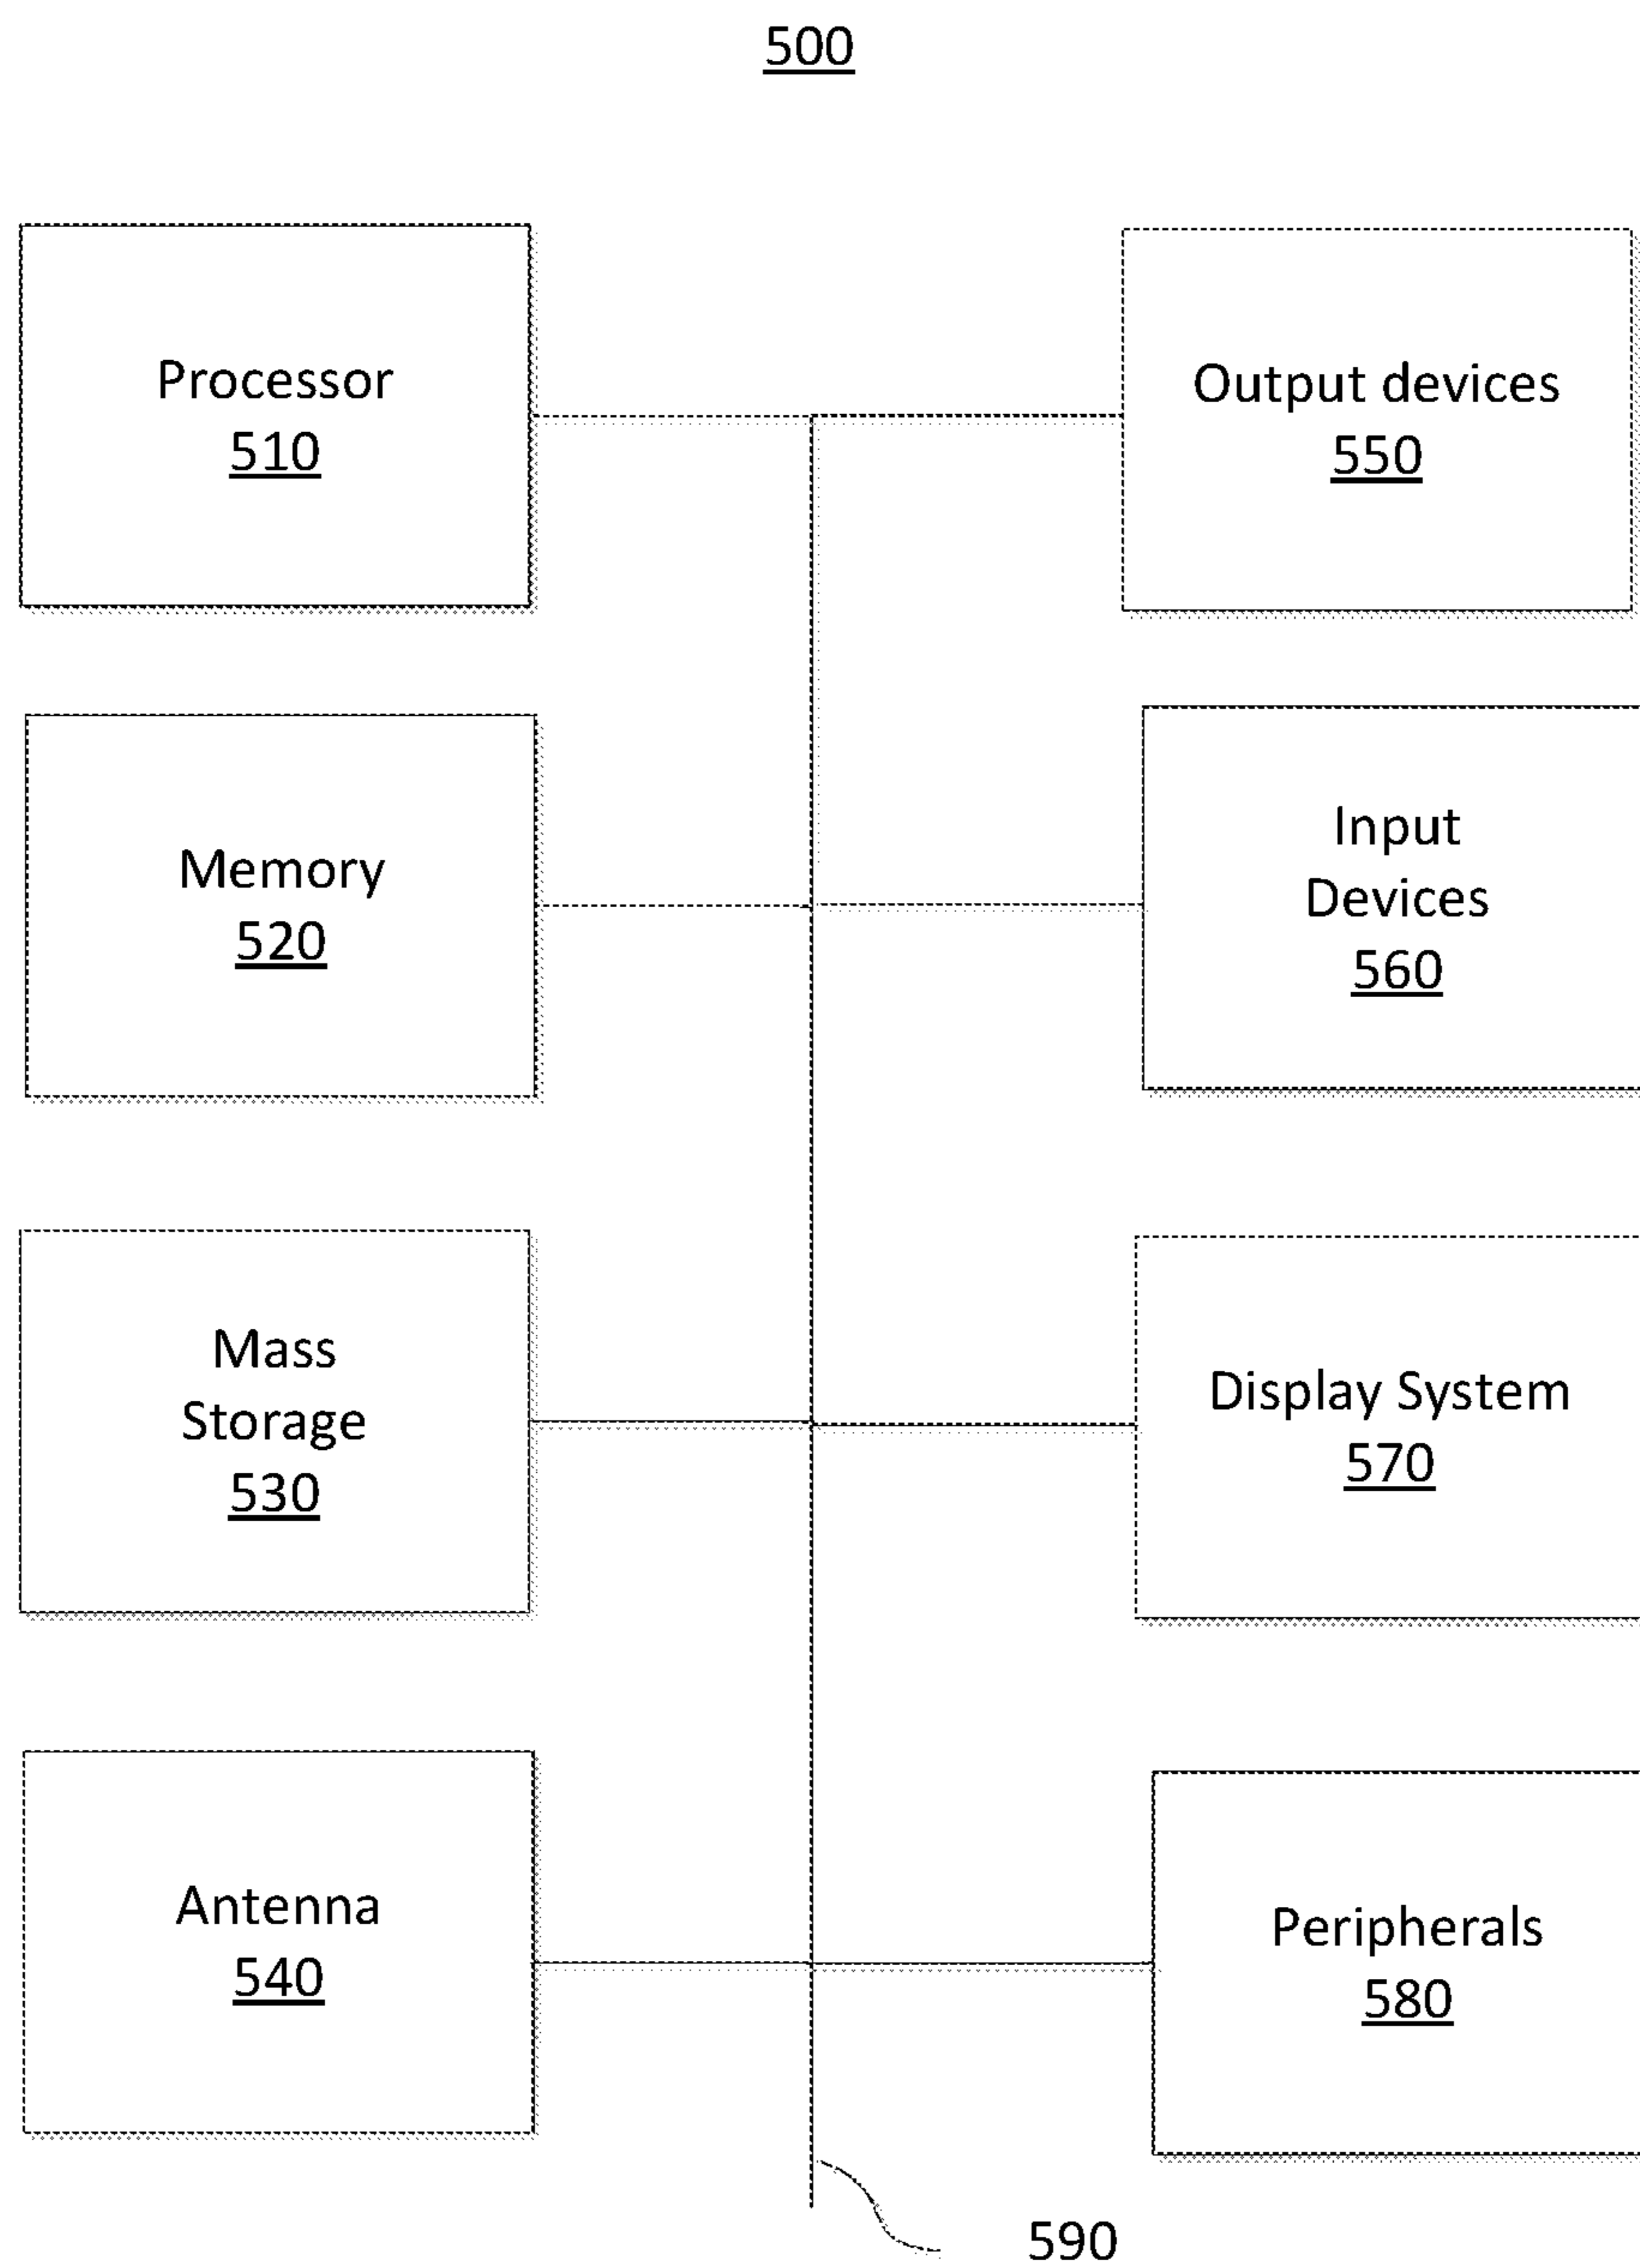 500
Processor
510
Output devices
550
Memory
520
Input
Devices
560
Mass
Storage
530
Display System
570
Antenna
540
Peripherals
580
590